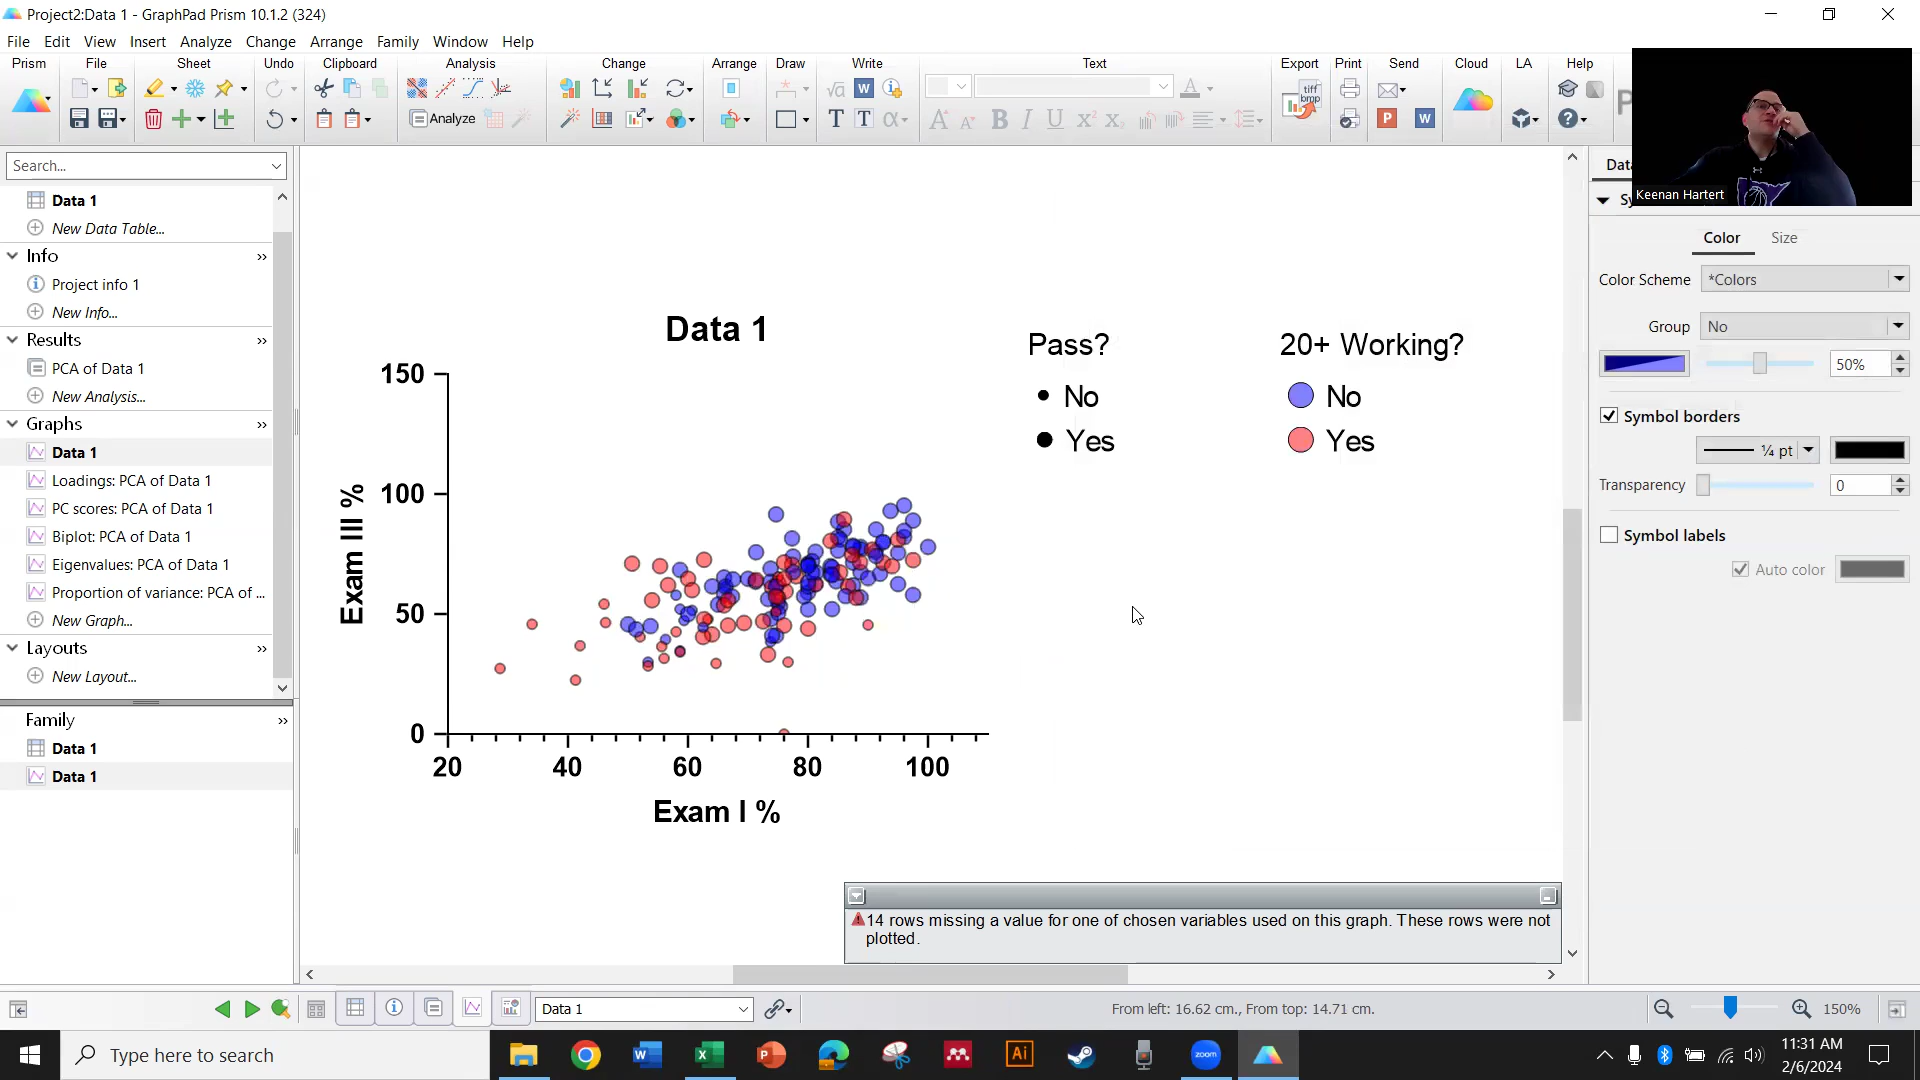 Project2:Data 1 - GraphPad Prism 10.1.2 (324)
File Edit View Insert Analyze Change Arrange Family Window Help
Prism File Sheet Undo Clipboard Analysis Change Arrange Draw Write Text Export Print Send Cloud LA Help
tiff
bmp
Analyze
Search...
Data 1
New Data Table...
Info
Project info 1
New Info...
Results
PCA of Data 1
New Analysis...
Graphs
Data 1
Loadings: PCA of Data 1
PC scores: PCA of Data 1
Biplot: PCA of Data 1
Eigenvalues: PCA of Data 1
Proportion of variance: PCA of ...
New Graph...
Layouts
New Layout...
Family
Data 1
Data 1
Data 1
150
100
50
0
Exam III %
20 40 60 80 100
Exam I %
Pass?
No
Yes
20+ Working?
No
Yes
14 rows missing a value for one of chosen variables used on this graph. These rows were not
plotted.
Keenan Hartert
Color Size
Color Scheme *Colors
Group No
50%
Symbol borders
¼ pt
Transparency 0
Symbol labels
Auto color
Data 1
From left: 16.62 cm., From top: 14.71 cm.
150%
Type here to search
zoom
Ai
11:31 AM
2/6/2024